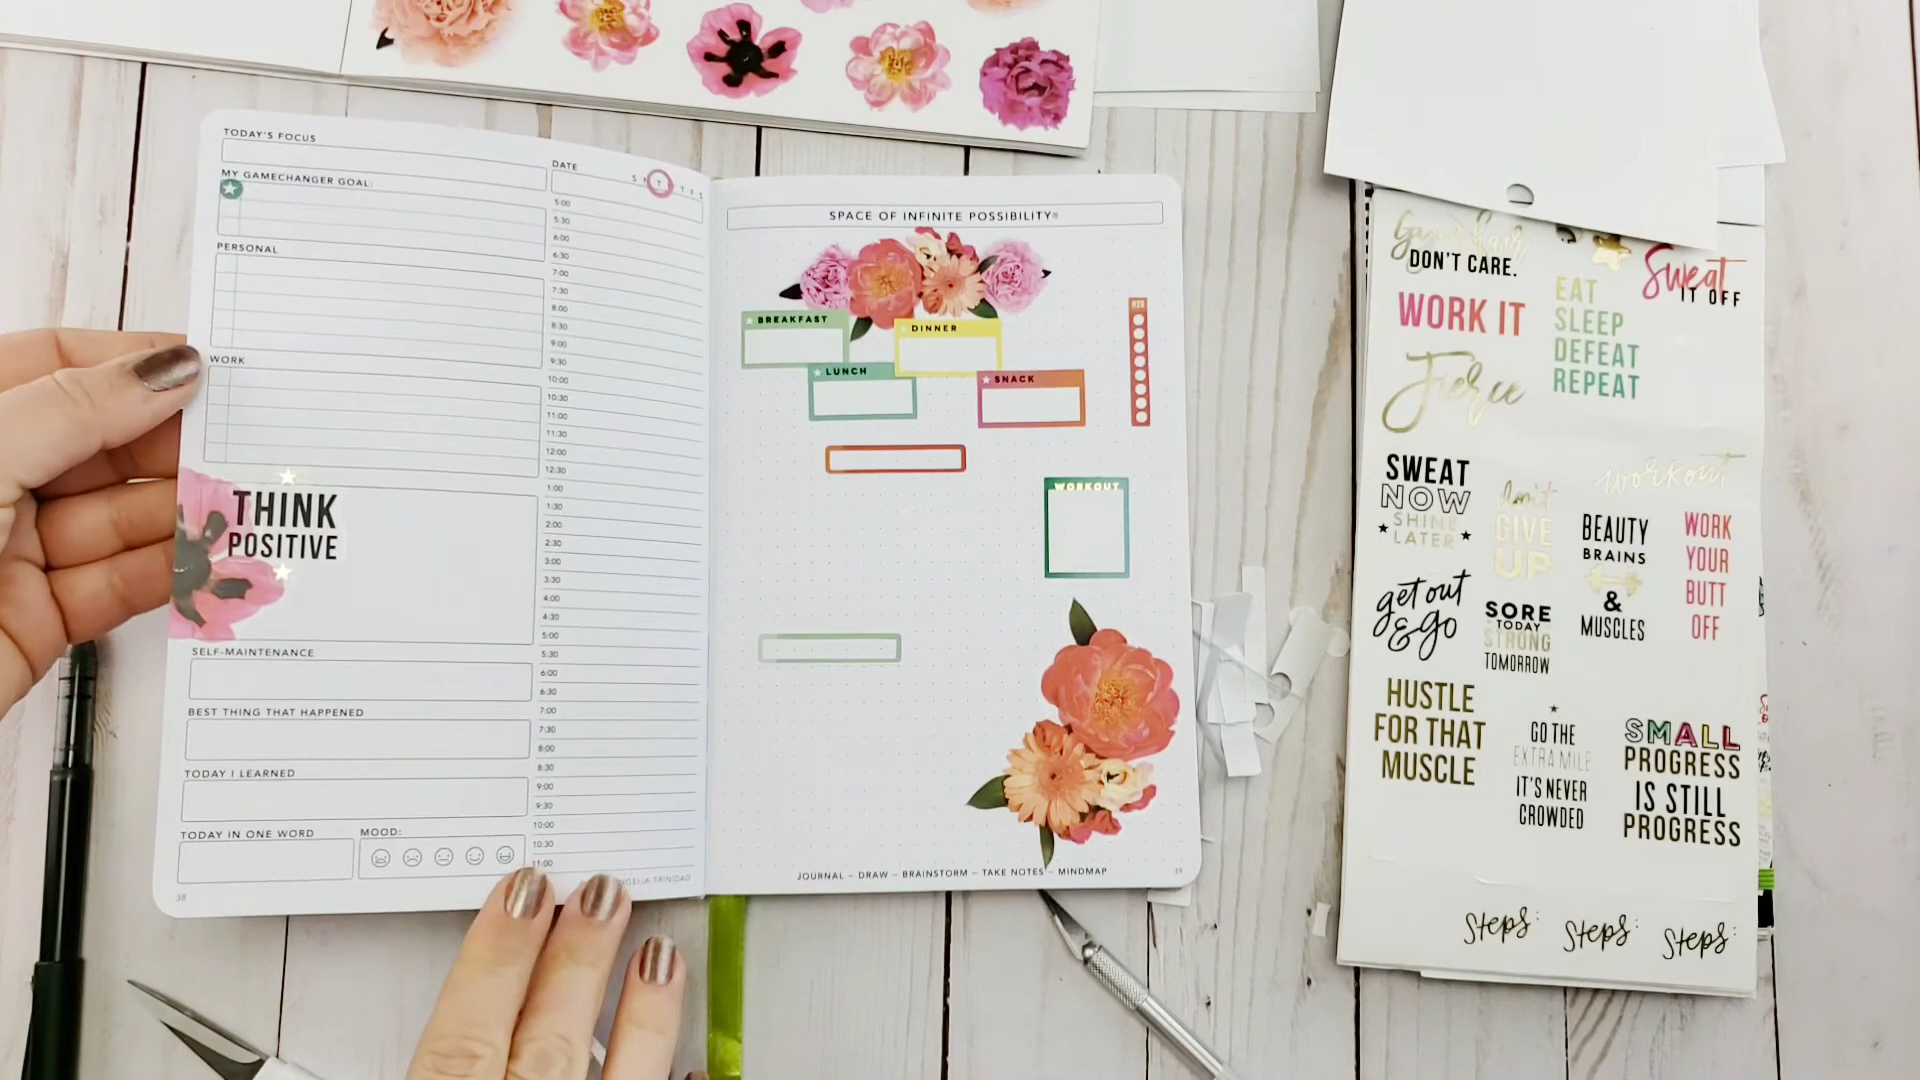 TODAY'S FOCUS
MY GAMECHANGER GOAL:
PERSONAL
WORK
THINK
POSITIVE
SELF-MAINTENANCE
BEST THING THAT HAPPENED
TODAY I LEARNED
TODAY IN ONE WORD
MOOD:
38
DATE
5:00
5:30
6:00
6:30
7:00
7:30
8:00
8:30
9:00
9:30
10:00
10:30
11:00
11:30
12:00
12:30
1:00
1:30
2:00
2:30
3:00
3:30
4:00
4:30
5:00
5:30
6:00
6:30
7:00
7:30
8:00
8:30
9:00
9:30
10:00
10:30
11:00
ANGELIA TRINIDAD
SPACE OF INFINITE POSSIBILITY®
BREAKFAST
DINNER
LUNCH
SNACK
H2O
WORKOUT
JOURNAL – DRAW – BRAINSTORM – TAKE NOTES – MINDMAP
DON'T CARE.
WORK IT
Fierce
EAT
SLEEP
DEFEAT
REPEAT
Sweat
IT OFF
SWEAT
NOW
SHINE
LATER
don't
GIVE
UP
workout
BEAUTY
BRAINS
&
MUSCLES
WORK
YOUR
BUTT
OFF
get out
& go
SORE
TODAY
STRONG
TOMORROW
HUSTLE
FOR THAT
MUSCLE
GO THE
EXTRA MILE
IT'S NEVER
CROWDED
SMALL
PROGRESS
IS STILL
PROGRESS
Steps: Steps: Steps: